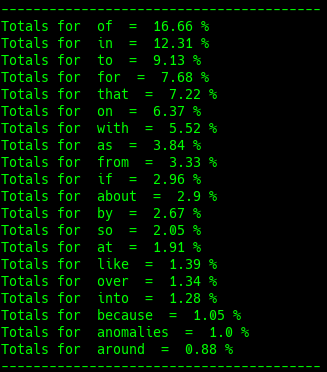 ----------------------------------------
Totals for  of  =  16.66 %
Totals for  in  =  12.31 %
Totals for  to  =  9.13 %
Totals for  for  =  7.68 %
Totals for  that  =  7.22 %
Totals for  on  =  6.37 %
Totals for  with  =  5.52 %
Totals for  as  =  3.84 %
Totals for  from  =  3.33 %
Totals for  if  =  2.96 %
Totals for  about  =  2.9 %
Totals for  by  =  2.67 %
Totals for  so  =  2.05 %
Totals for  at  =  1.91 %
Totals for  like  =  1.39 %
Totals for  over  =  1.34 %
Totals for  into  =  1.28 %
Totals for  because  =  1.05 %
Totals for  anomalies  =  1.0 %
Totals for  around  =  0.88 %
----------------------------------------